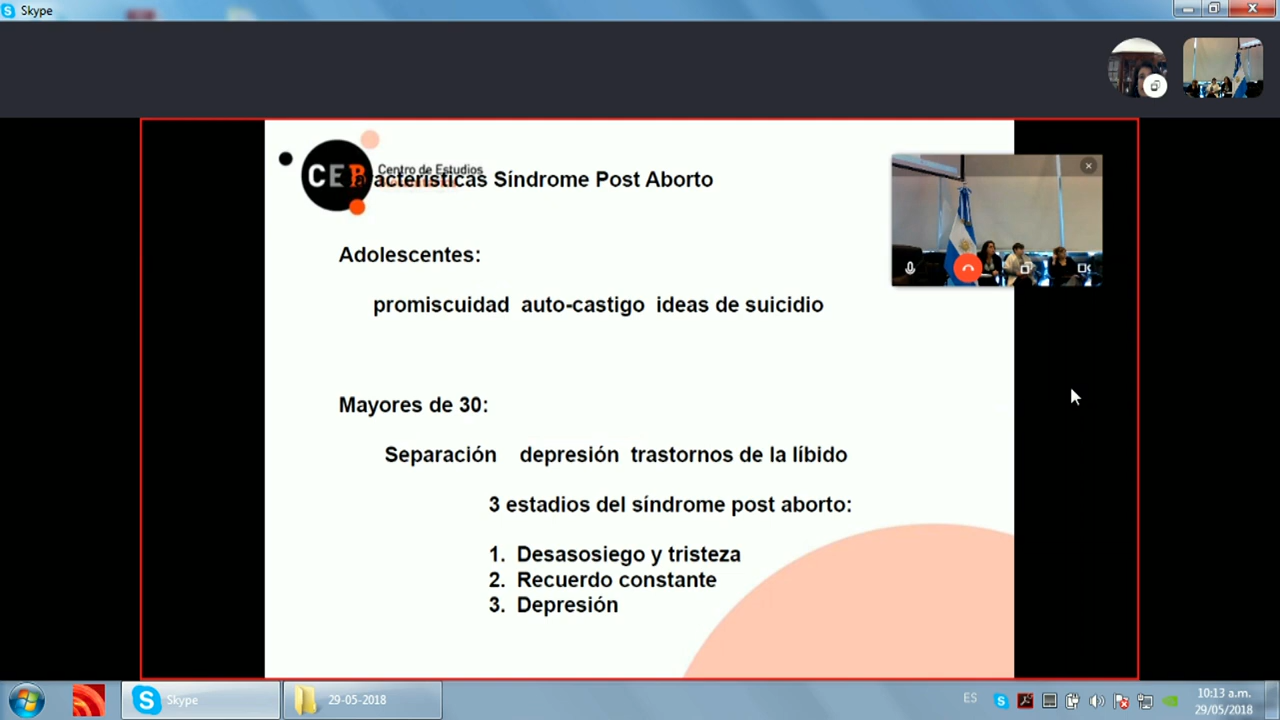 Skype
CEP Centro de Estudios
Características Síndrome Post Aborto
Adolescentes:
promiscuidad auto-castigo ideas de suicidio
Mayores de 30:
Separación depresión trastornos de la líbido
3 estadios del síndrome post aborto:
1. Desasosiego y tristeza
2. Recuerdo constante
3. Depresión
Skype
29-05-2018
ES
10:13 a.m.
29/05/2018